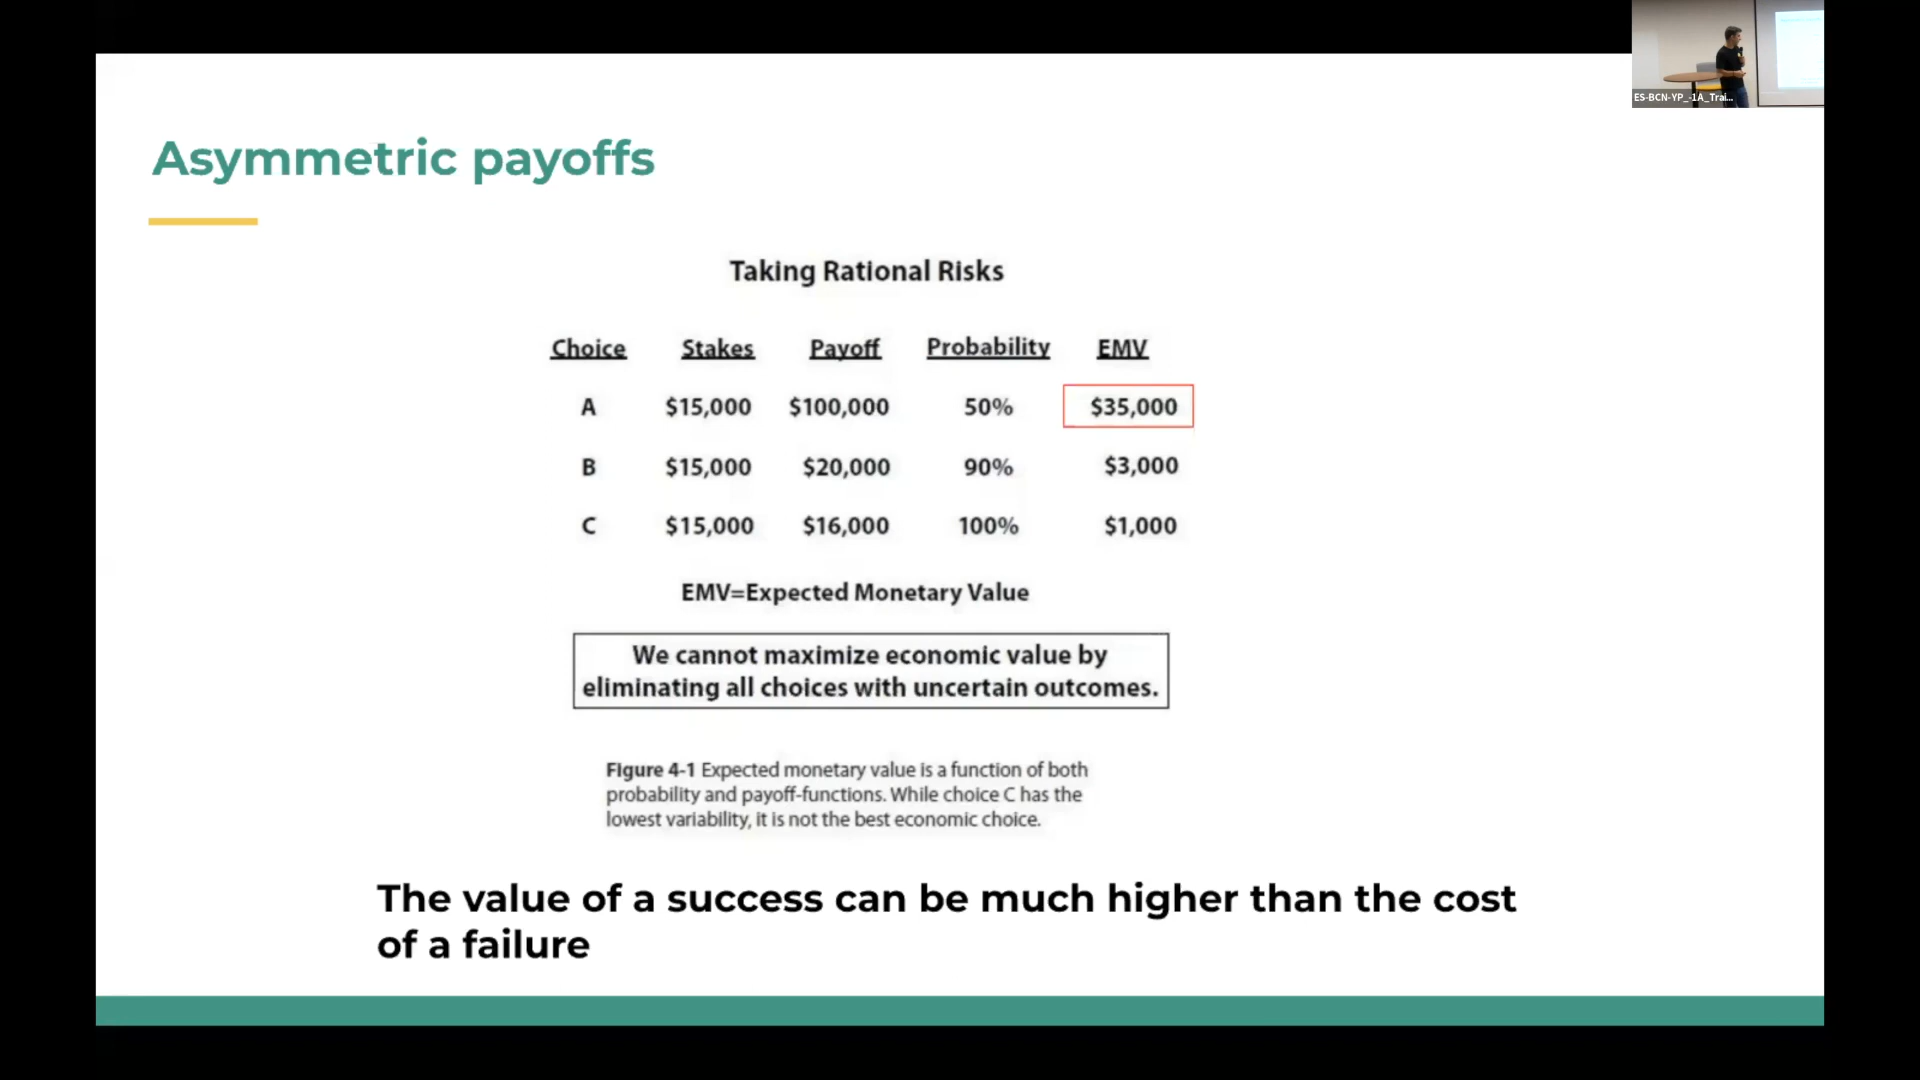 ES-BCN-YP_-1A_Trai...
Asymmetric payoffs
Taking Rational Risks
Choice Stakes Payoff Probability EMV
A $15,000 $100,000 50% $35,000
B $15,000 $20,000 90% $3,000
C $15,000 $16,000 100% $1,000
EMV=Expected Monetary Value
We cannot maximize economic value by
eliminating all choices with uncertain outcomes.
Figure 4-1 Expected monetary value is a function of both
probability and payoff-functions. While choice C has the
lowest variability, it is not the best economic choice.
The value of a success can be much higher than the cost
of a failure